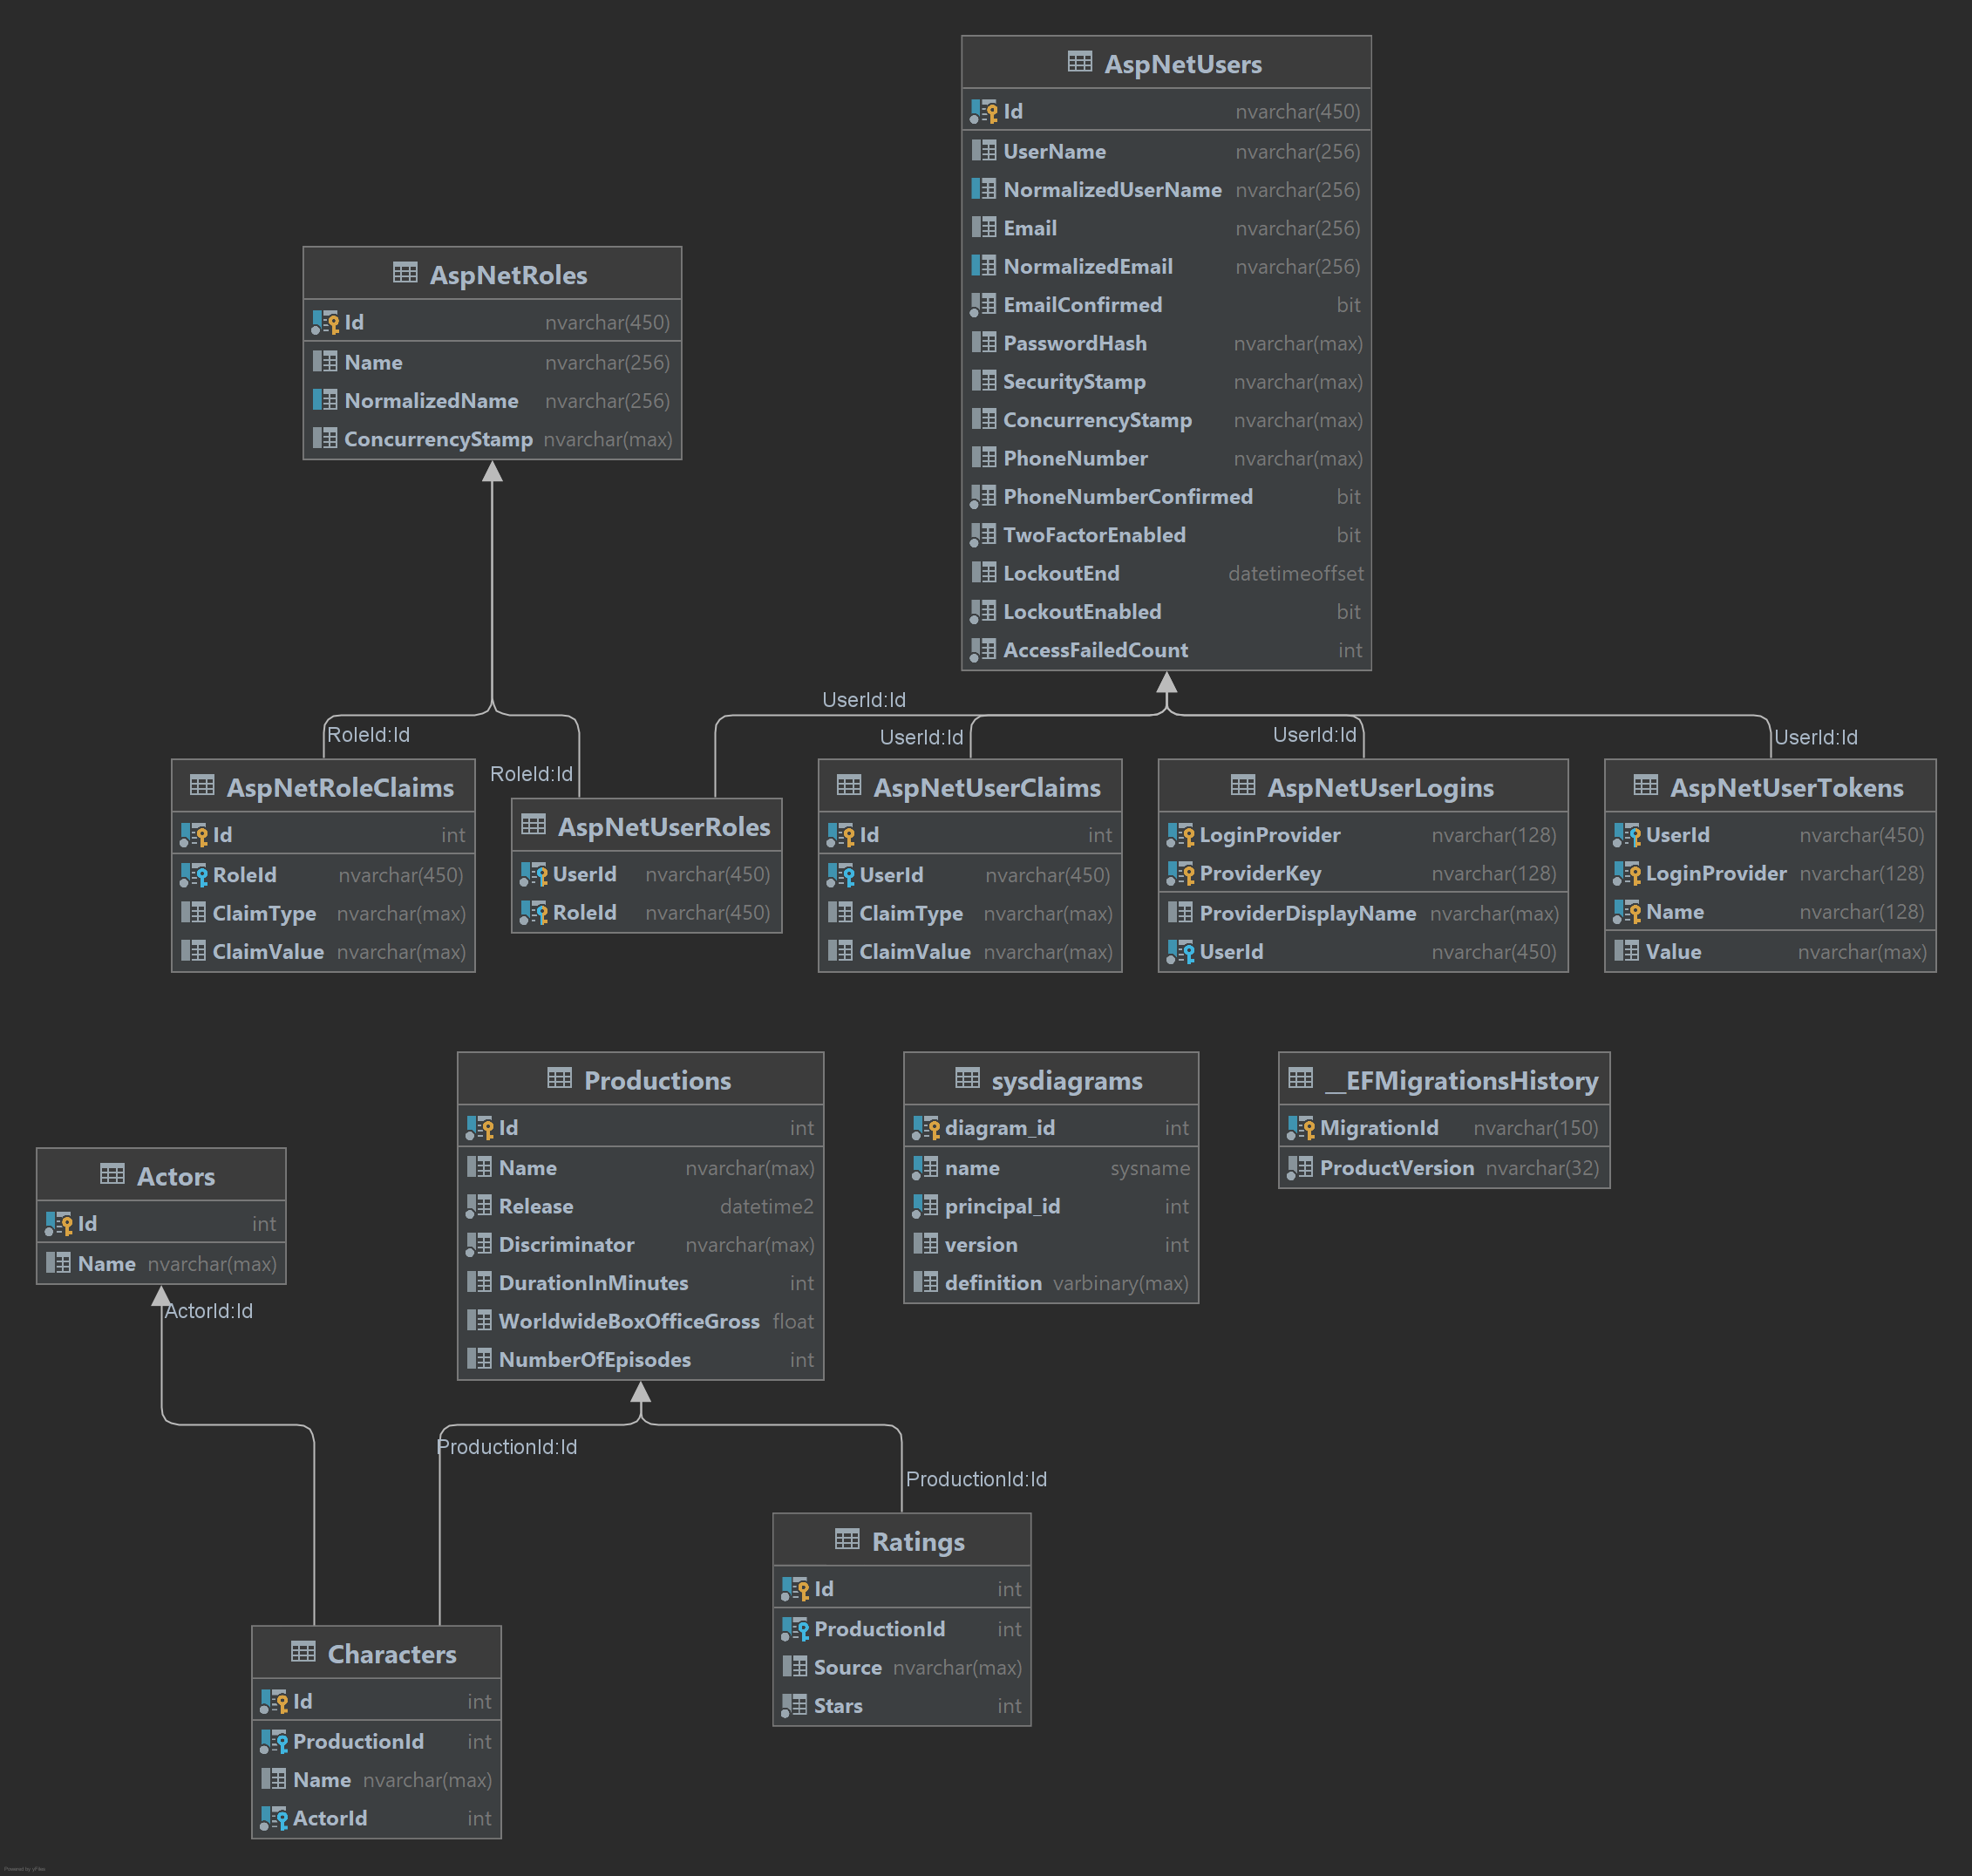 AspNetUsers
Id nvarchar(450)
UserName nvarchar(256)
NormalizedUserName nvarchar(256)
Email nvarchar(256)
NormalizedEmail nvarchar(256)
EmailConfirmed bit
PasswordHash nvarchar(max)
SecurityStamp nvarchar(max)
ConcurrencyStamp nvarchar(max)
PhoneNumber nvarchar(max)
PhoneNumberConfirmed bit
TwoFactorEnabled bit
LockoutEnd datetimeoffset
LockoutEnabled bit
AccessFailedCount int
AspNetRoles
Id nvarchar(450)
Name nvarchar(256)
NormalizedName nvarchar(256)
ConcurrencyStamp nvarchar(max)
RoleId:Id
RoleId:Id
UserId:Id
UserId:Id
UserId:Id
UserId:Id
AspNetRoleClaims
Id int
RoleId nvarchar(450)
ClaimType nvarchar(max)
ClaimValue nvarchar(max)
AspNetUserRoles
UserId nvarchar(450)
RoleId nvarchar(450)
AspNetUserClaims
Id int
UserId nvarchar(450)
ClaimType nvarchar(max)
ClaimValue nvarchar(max)
AspNetUserLogins
LoginProvider nvarchar(128)
ProviderKey nvarchar(128)
ProviderDisplayName nvarchar(max)
UserId nvarchar(450)
AspNetUserTokens
UserId nvarchar(450)
LoginProvider nvarchar(128)
Name nvarchar(128)
Value nvarchar(max)
Actors
Id int
Name nvarchar(max)
ActorId:Id
Productions
Id int
Name nvarchar(max)
Release datetime2
Discriminator nvarchar(max)
DurationInMinutes int
WorldwideBoxOfficeGross float
NumberOfEpisodes int
sysdiagrams
diagram_id int
name sysname
principal_id int
version int
definition varbinary(max)
__EFMigrationsHistory
MigrationId nvarchar(150)
ProductVersion nvarchar(32)
ProductionId:Id
ProductionId:Id
Ratings
Id int
ProductionId int
Source nvarchar(max)
Stars int
Characters
Id int
ProductionId int
Name nvarchar(max)
ActorId int
Powered by yFiles